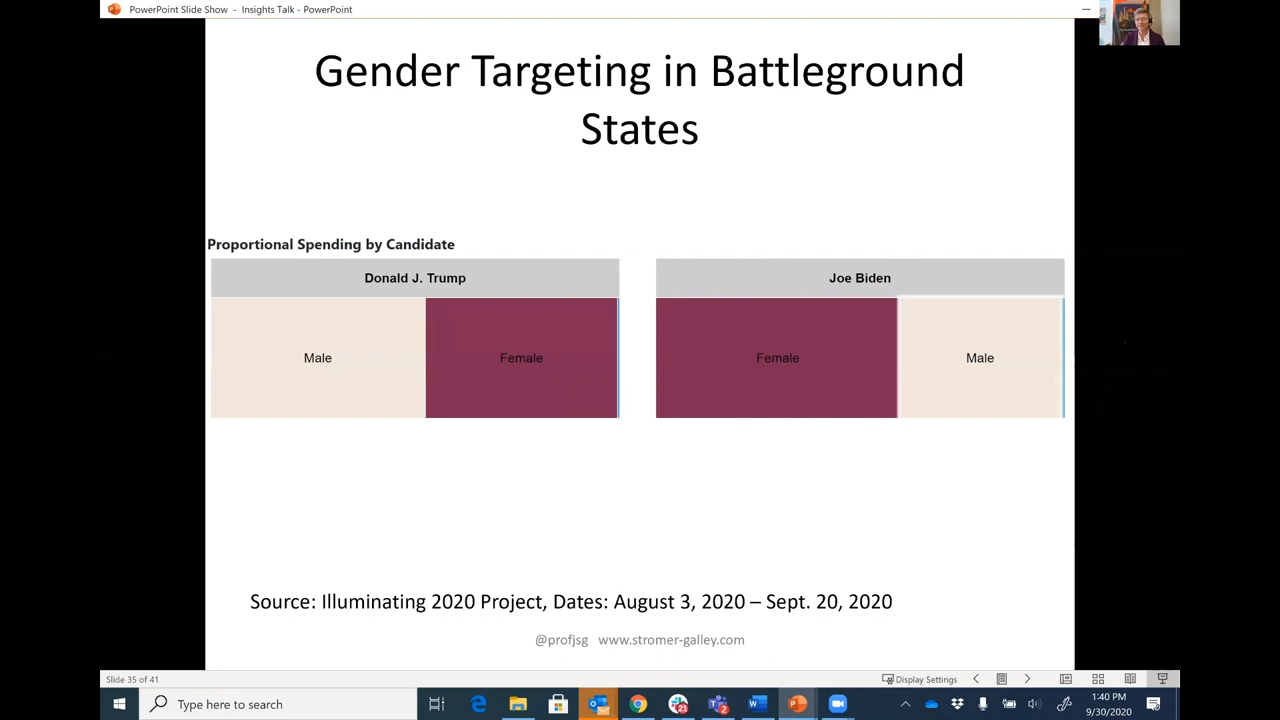 PowerPoint Slide Show - Insights Talk - PowerPoint
Gender Targeting in Battleground
States
Proportional Spending by Candidate
Donald J. Trump
Joe Biden
Male
Female
Female
Male
Source: Illuminating 2020 Project, Dates: August 3, 2020 – Sept. 20, 2020
@profjsg www.stromer-galley.com
Slide 35 of 41
Display Settings
Type here to search
1:40 PM
9/30/2020